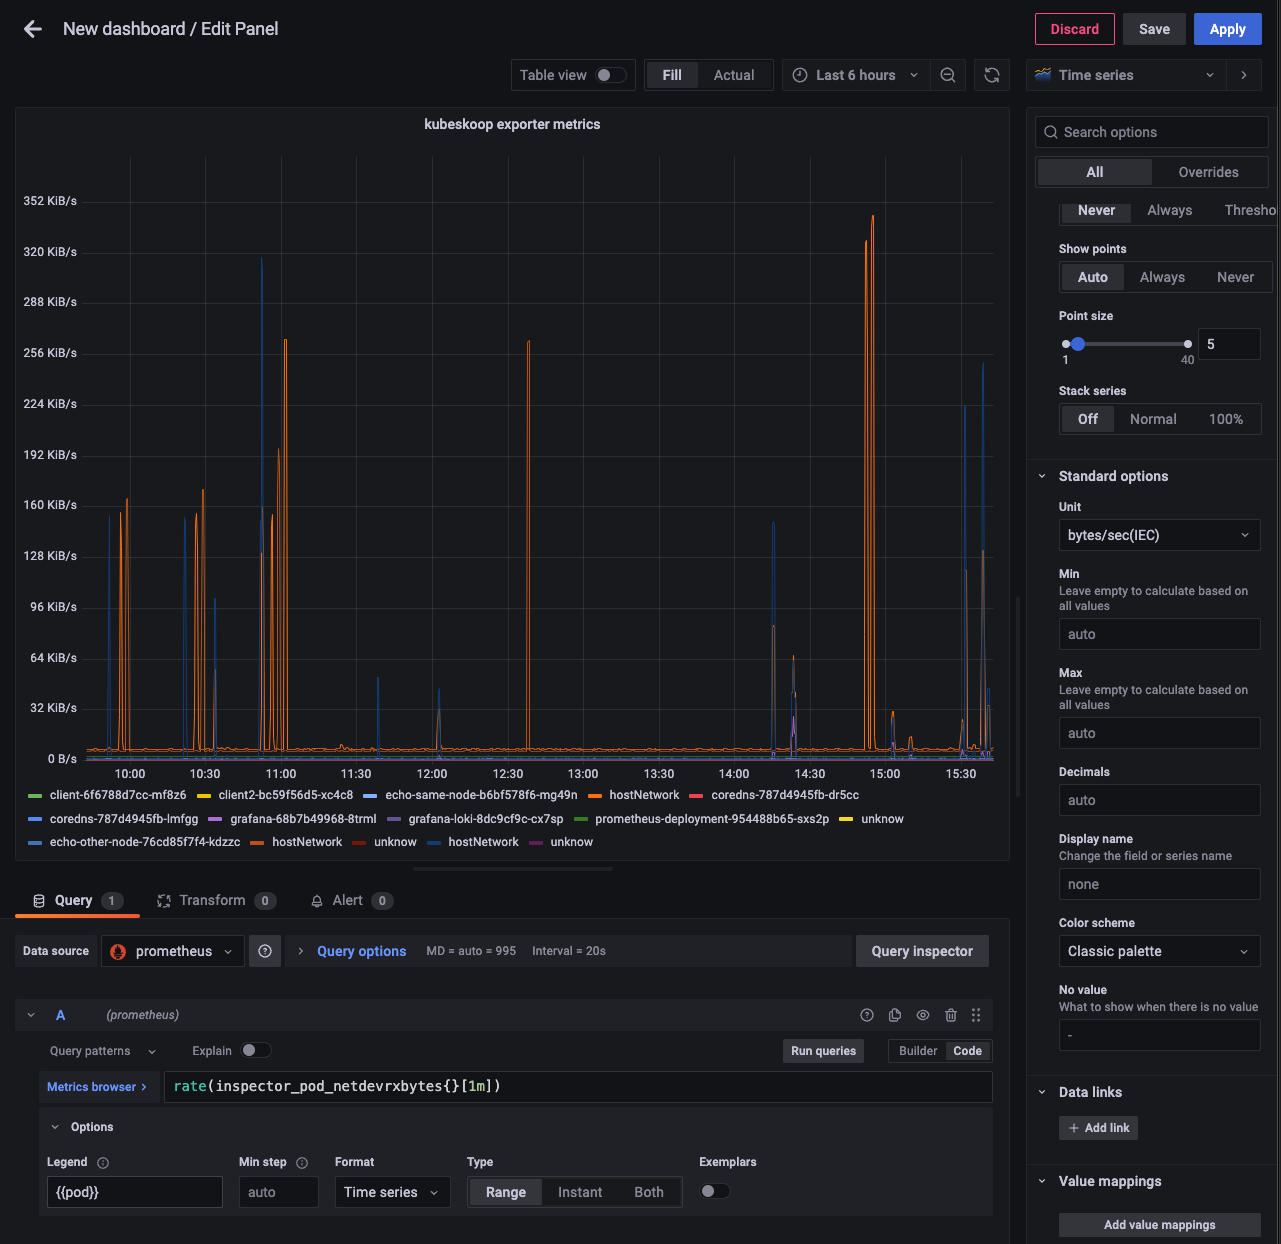 New dashboard / Edit Panel
Discard Save Apply
Table view Fill Actual Last 6 hours Time series
kubeskoop exporter metrics
Search options
All Overrides
Never Always Thresho
Show points
Auto Always Never
Point size
5
1 40
Stack series
Off Normal 100%
Standard options
Unit
bytes/sec(IEC)
Min
Leave empty to calculate based on
all values
auto
Max
Leave empty to calculate based on
all values
auto
Decimals
auto
Display name
Change the field or series name
none
Color scheme
Classic palette
No value
What to show when there is no value
-
Data links
+ Add link
Value mappings
Add value mappings
352 KiB/s
320 KiB/s
288 KiB/s
256 KiB/s
224 KiB/s
192 KiB/s
160 KiB/s
128 KiB/s
96 KiB/s
64 KiB/s
32 KiB/s
0 B/s
10:00 10:30 11:00 11:30 12:00 12:30 13:00 13:30 14:00 14:30 15:00 15:30
client-6f6788d7cc-mf8z6 client2-bc59f56d5-xc4c8 echo-same-node-b6bf578f6-mg49n hostNetwork coredns-787d4945fb-dr5cc
coredns-787d4945fb-lmfgg grafana-68b7b49968-8trml grafana-loki-8dc9cf9c-cx7sp prometheus-deployment-954488b65-sxs2p unknow
echo-other-node-76cd85f7f4-kdzzc hostNetwork unknow hostNetwork unknow
Query 1 Transform 0 Alert 0
Data source prometheus Query options MD = auto = 995 Interval = 20s Query inspector
A (prometheus)
Query patterns Explain Run queries Builder Code
Metrics browser > rate(inspector_pod_netdevrxbytes{}[1m])
Options
Legend Min step Format Type Exemplars
{{pod}} auto Time series Range Instant Both